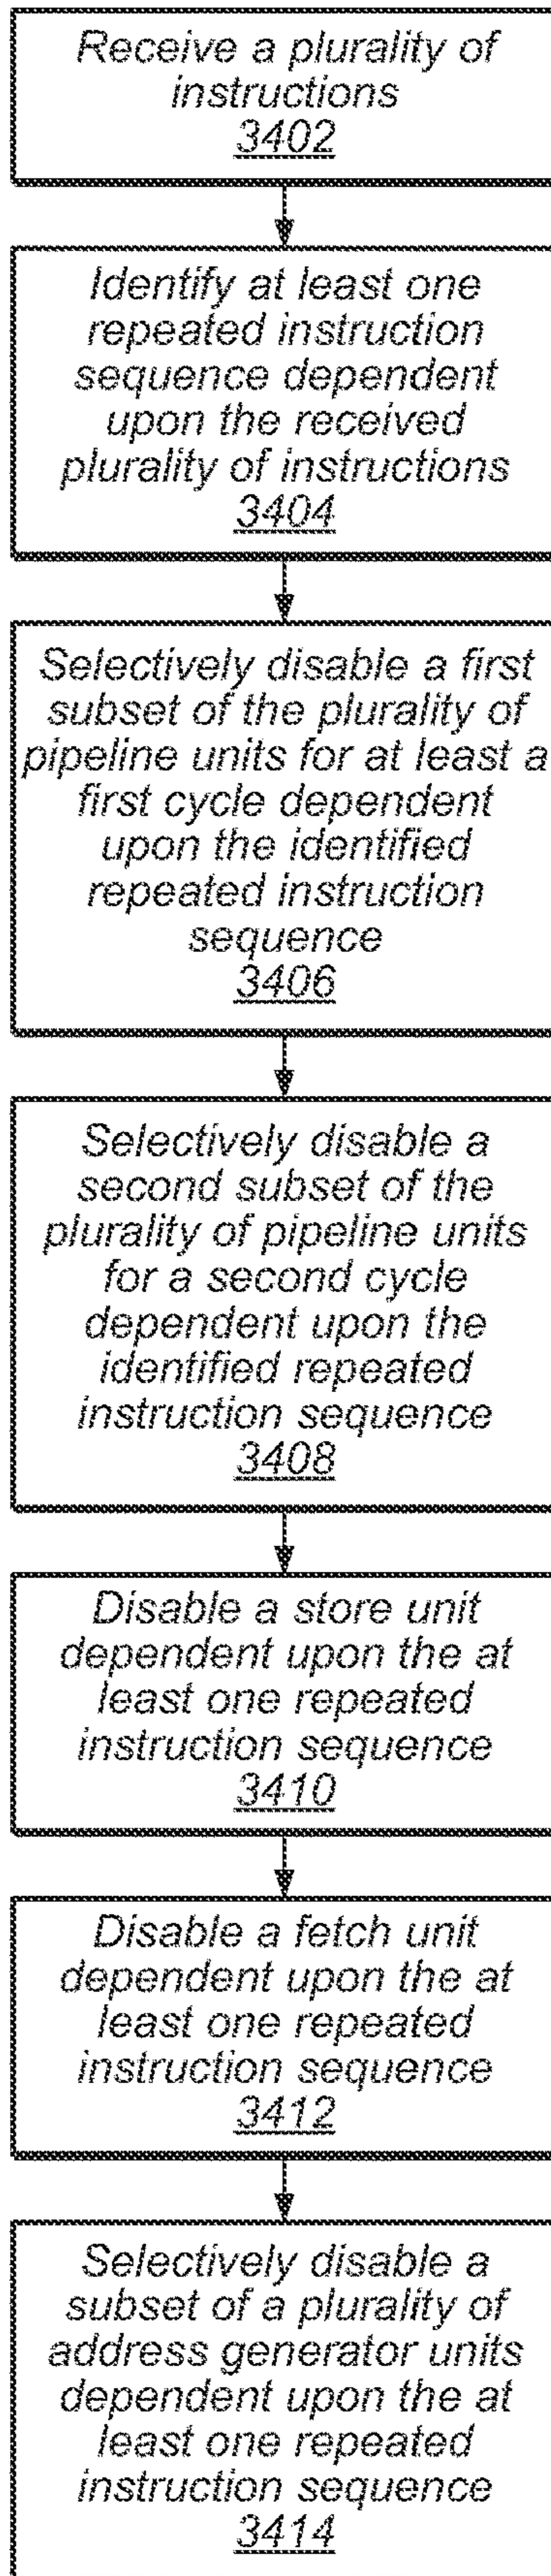 Receive a plurality of
instructions
3402
Identify at least one
repeated instruction
sequence dependent
upon the received
plurality of instructions
3404
Selectively disable a first
subset of the plurality of
pipeline units for at least a
first cycle dependent
upon the identified
repeated instruction
sequence
3406
Selectively disable a
second subset of the
plurality of pipeline units
for a second cycle
dependent upon the
identified repeated
instruction sequence
3408
Disable a store unit
dependent upon the at
least one repeated
instruction sequence
3410
Disable a fetch unit
dependent upon the at
least one repeated
instruction sequence
3412
Selectively disable a
subset of a plurality of
address generator units
dependent upon the at
least one repeated
instruction sequence
3414